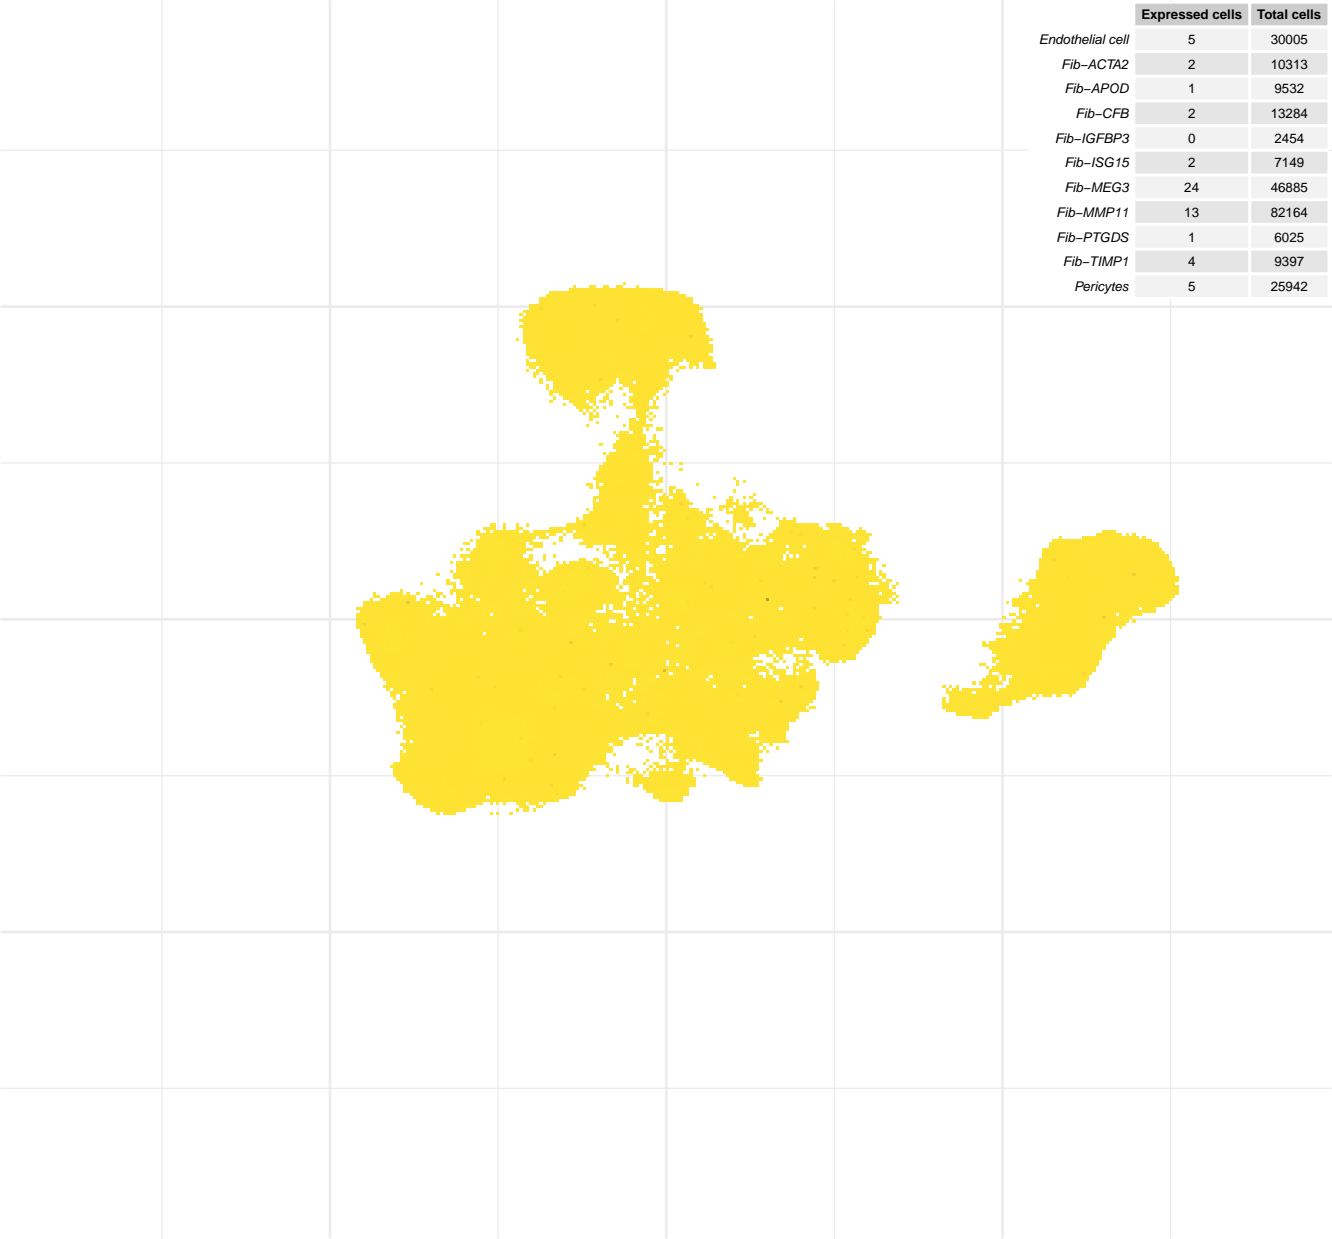 Expressed cells Total cells
Endothelial cell 5 30005
Fib−ACTA2 2 10313
Fib−APOD 1 9532
Fib−CFB 2 13284
Fib−IGFBP3 0 2454
Fib−ISG15 2 7149
Fib−MEG3 24 46885
Fib−MMP11 13 82164
Fib−PTGDS 1 6025
Fib−TIMP1 4 9397
Pericytes 5 25942